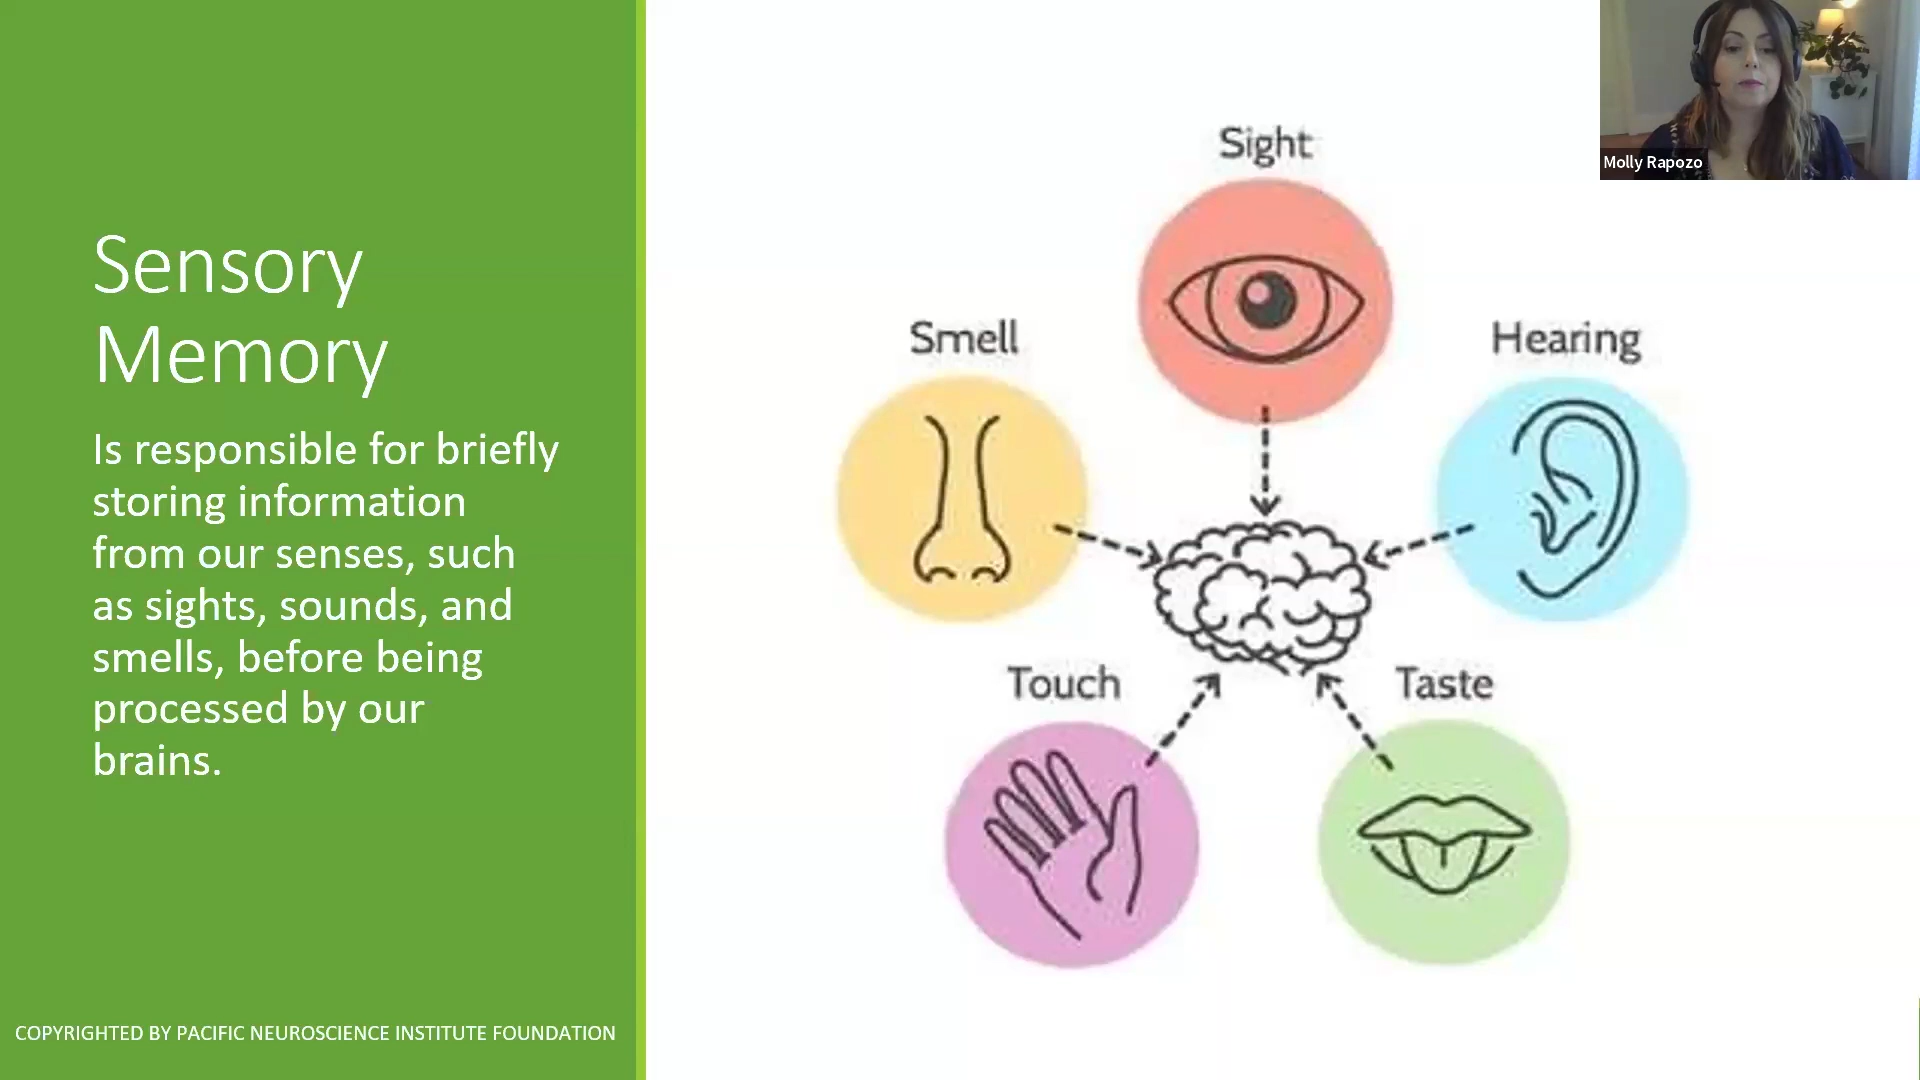 Sensory
Memory
Is responsible for briefly
storing information
from our senses, such
as sights, sounds, and
smells, before being
processed by our
brains.
COPYRIGHTED BY PACIFIC NEUROSCIENCE INSTITUTE FOUNDATION
Sight
Smell
Hearing
Touch
Taste
Molly Rapozo